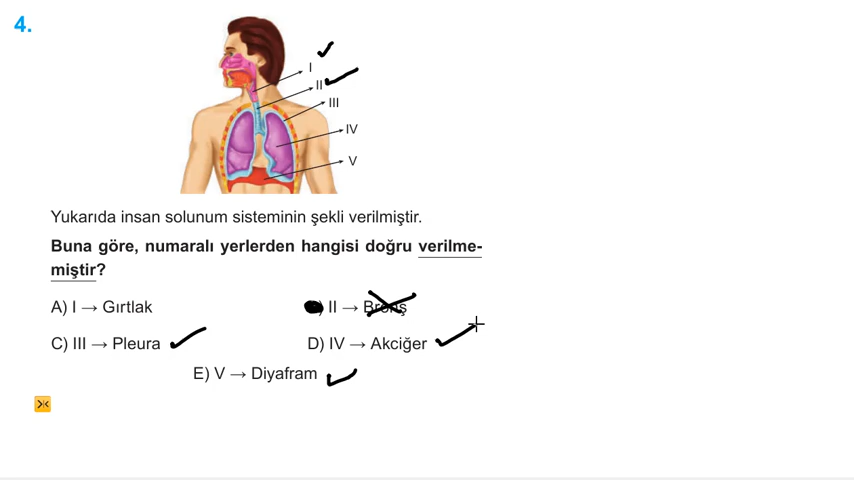 4.
I
II
III
IV
V
Yukarıda insan solunum sisteminin şekli verilmiştir.
Buna göre, numaralı yerlerden hangisi doğru verilme-
miştir?
A) I → Gırtlak
) II → Bronş
C) III → Pleura
D) IV → Akciğer
E) V → Diyafram